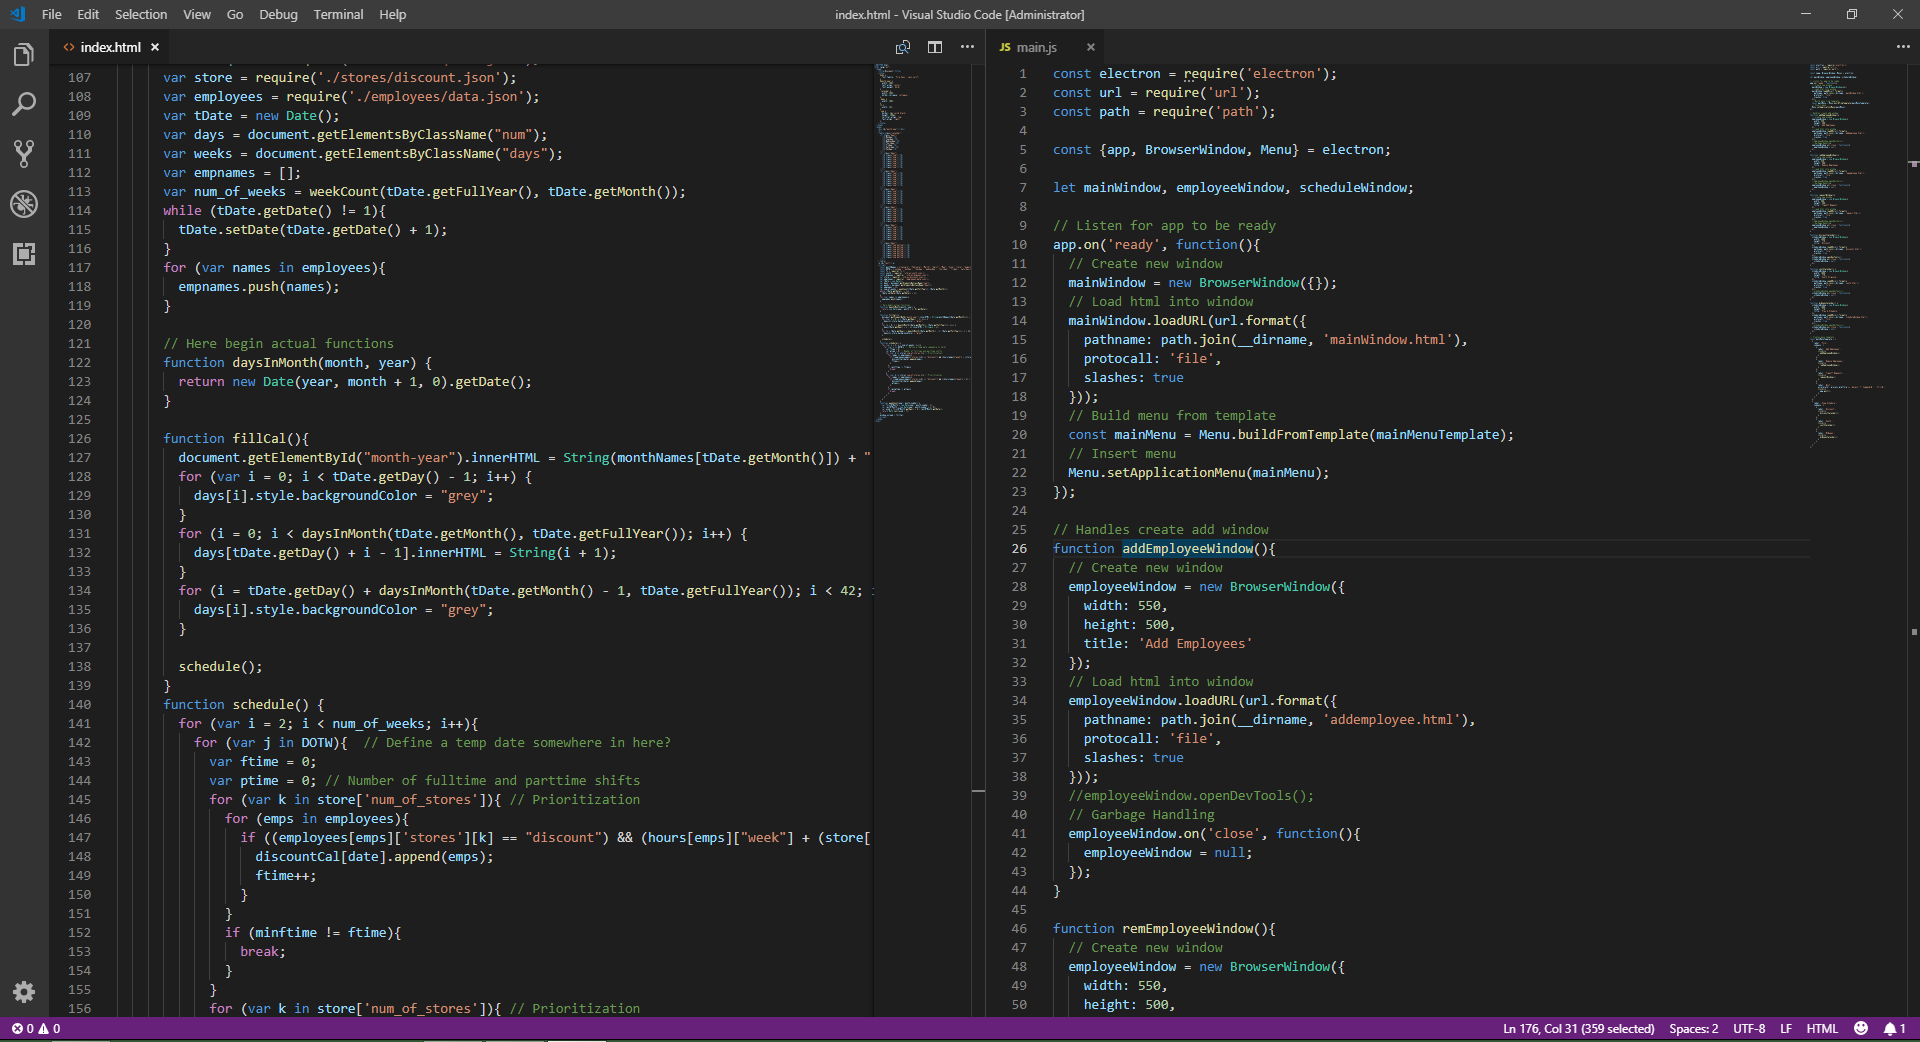 File Edit Selection View Go Debug Terminal Help
index.html - Visual Studio Code [Administrator]
<> index.html ×
107 var store = require('./stores/discount.json');
108 var employees = require('./employees/data.json');
109 var tDate = new Date();
110 var days = document.getElementsByClassName("num");
111 var weeks = document.getElementsByClassName("days");
112 var empnames = [];
113 var num_of_weeks = weekCount(tDate.getFullYear(), tDate.getMonth());
114 while (tDate.getDate() != 1){
115 tDate.setDate(tDate.getDate() + 1);
116 }
117 for (var names in employees){
118 empnames.push(names);
119 }
120
121 // Here begin actual functions
122 function daysInMonth(month, year) {
123 return new Date(year, month + 1, 0).getDate();
124 }
125
126 function fillCal(){
127 document.getElementById("month-year").innerHTML = String(monthNames[tDate.getMonth()]) + "
128 for (var i = 0; i < tDate.getDay() - 1; i++) {
129 days[i].style.backgroundColor = "grey";
130 }
131 for (i = 0; i < daysInMonth(tDate.getMonth(), tDate.getFullYear()); i++) {
132 days[tDate.getDay() + i - 1].innerHTML = String(i + 1);
133 }
134 for (i = tDate.getDay() + daysInMonth(tDate.getMonth() - 1, tDate.getFullYear()); i < 42;
135 days[i].style.backgroundColor = "grey";
136 }
137
138 schedule();
139 }
140 function schedule() {
141 for (var i = 2; i < num_of_weeks; i++){
142 for (var j in DOTW){ // Define a temp date somewhere in here?
143 var ftime = 0;
144 var ptime = 0; // Number of fulltime and parttime shifts
145 for (var k in store['num_of_stores']){ // Prioritization
146 for (emps in employees){
147 if ((employees[emps]['stores'][k] == "discount") && (hours[emps]["week"] + (store[
148 discountCal[date].append(emps);
149 ftime++;
150 }
151 }
152 if (minftime != ftime){
153 break;
154 }
155 }
156 for (var k in store['num_of_stores']){ // Prioritization
JS main.js ×
1 const electron = require('electron');
2 const url = require('url');
3 const path = require('path');
4
5 const {app, BrowserWindow, Menu} = electron;
6
7 let mainWindow, employeeWindow, scheduleWindow;
8
9 // Listen for app to be ready
10 app.on('ready', function(){
11 // Create new window
12 mainWindow = new BrowserWindow({});
13 // Load html into window
14 mainWindow.loadURL(url.format({
15 pathname: path.join(__dirname, 'mainWindow.html'),
16 protocall: 'file',
17 slashes: true
18 }));
19 // Build menu from template
20 const mainMenu = Menu.buildFromTemplate(mainMenuTemplate);
21 // Insert menu
22 Menu.setApplicationMenu(mainMenu);
23 });
24
25 // Handles create add window
26 function addEmployeeWindow(){
27 // Create new window
28 employeeWindow = new BrowserWindow({
29 width: 550,
30 height: 500,
31 title: 'Add Employees'
32 });
33 // Load html into window
34 employeeWindow.loadURL(url.format({
35 pathname: path.join(__dirname, 'addemployee.html'),
36 protocall: 'file',
37 slashes: true
38 }));
39 //employeeWindow.openDevTools();
40 // Garbage Handling
41 employeeWindow.on('close', function(){
42 employeeWindow = null;
43 });
44 }
45
46 function remEmployeeWindow(){
47 // Create new window
48 employeeWindow = new BrowserWindow({
49 width: 550,
50 height: 500,
0 0
Ln 176, Col 31 (359 selected) Spaces: 2 UTF-8 LF HTML 1